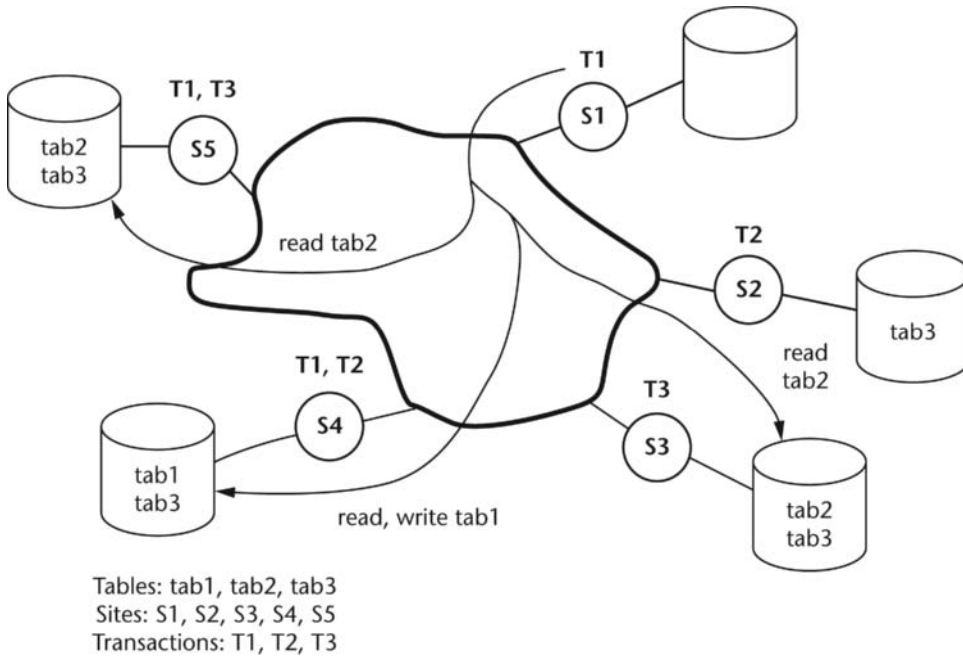 T1
S1
T1, T3
S5
tab2
tab3
read tab2
T2
S2
tab3
read
tab2
T1, T2
S4
T3
S3
tab1
tab3
tab2
tab3
read, write tab1
Tables: tab1, tab2, tab3
Sites: S1, S2, S3, S4, S5
Transactions: T1, T2, T3